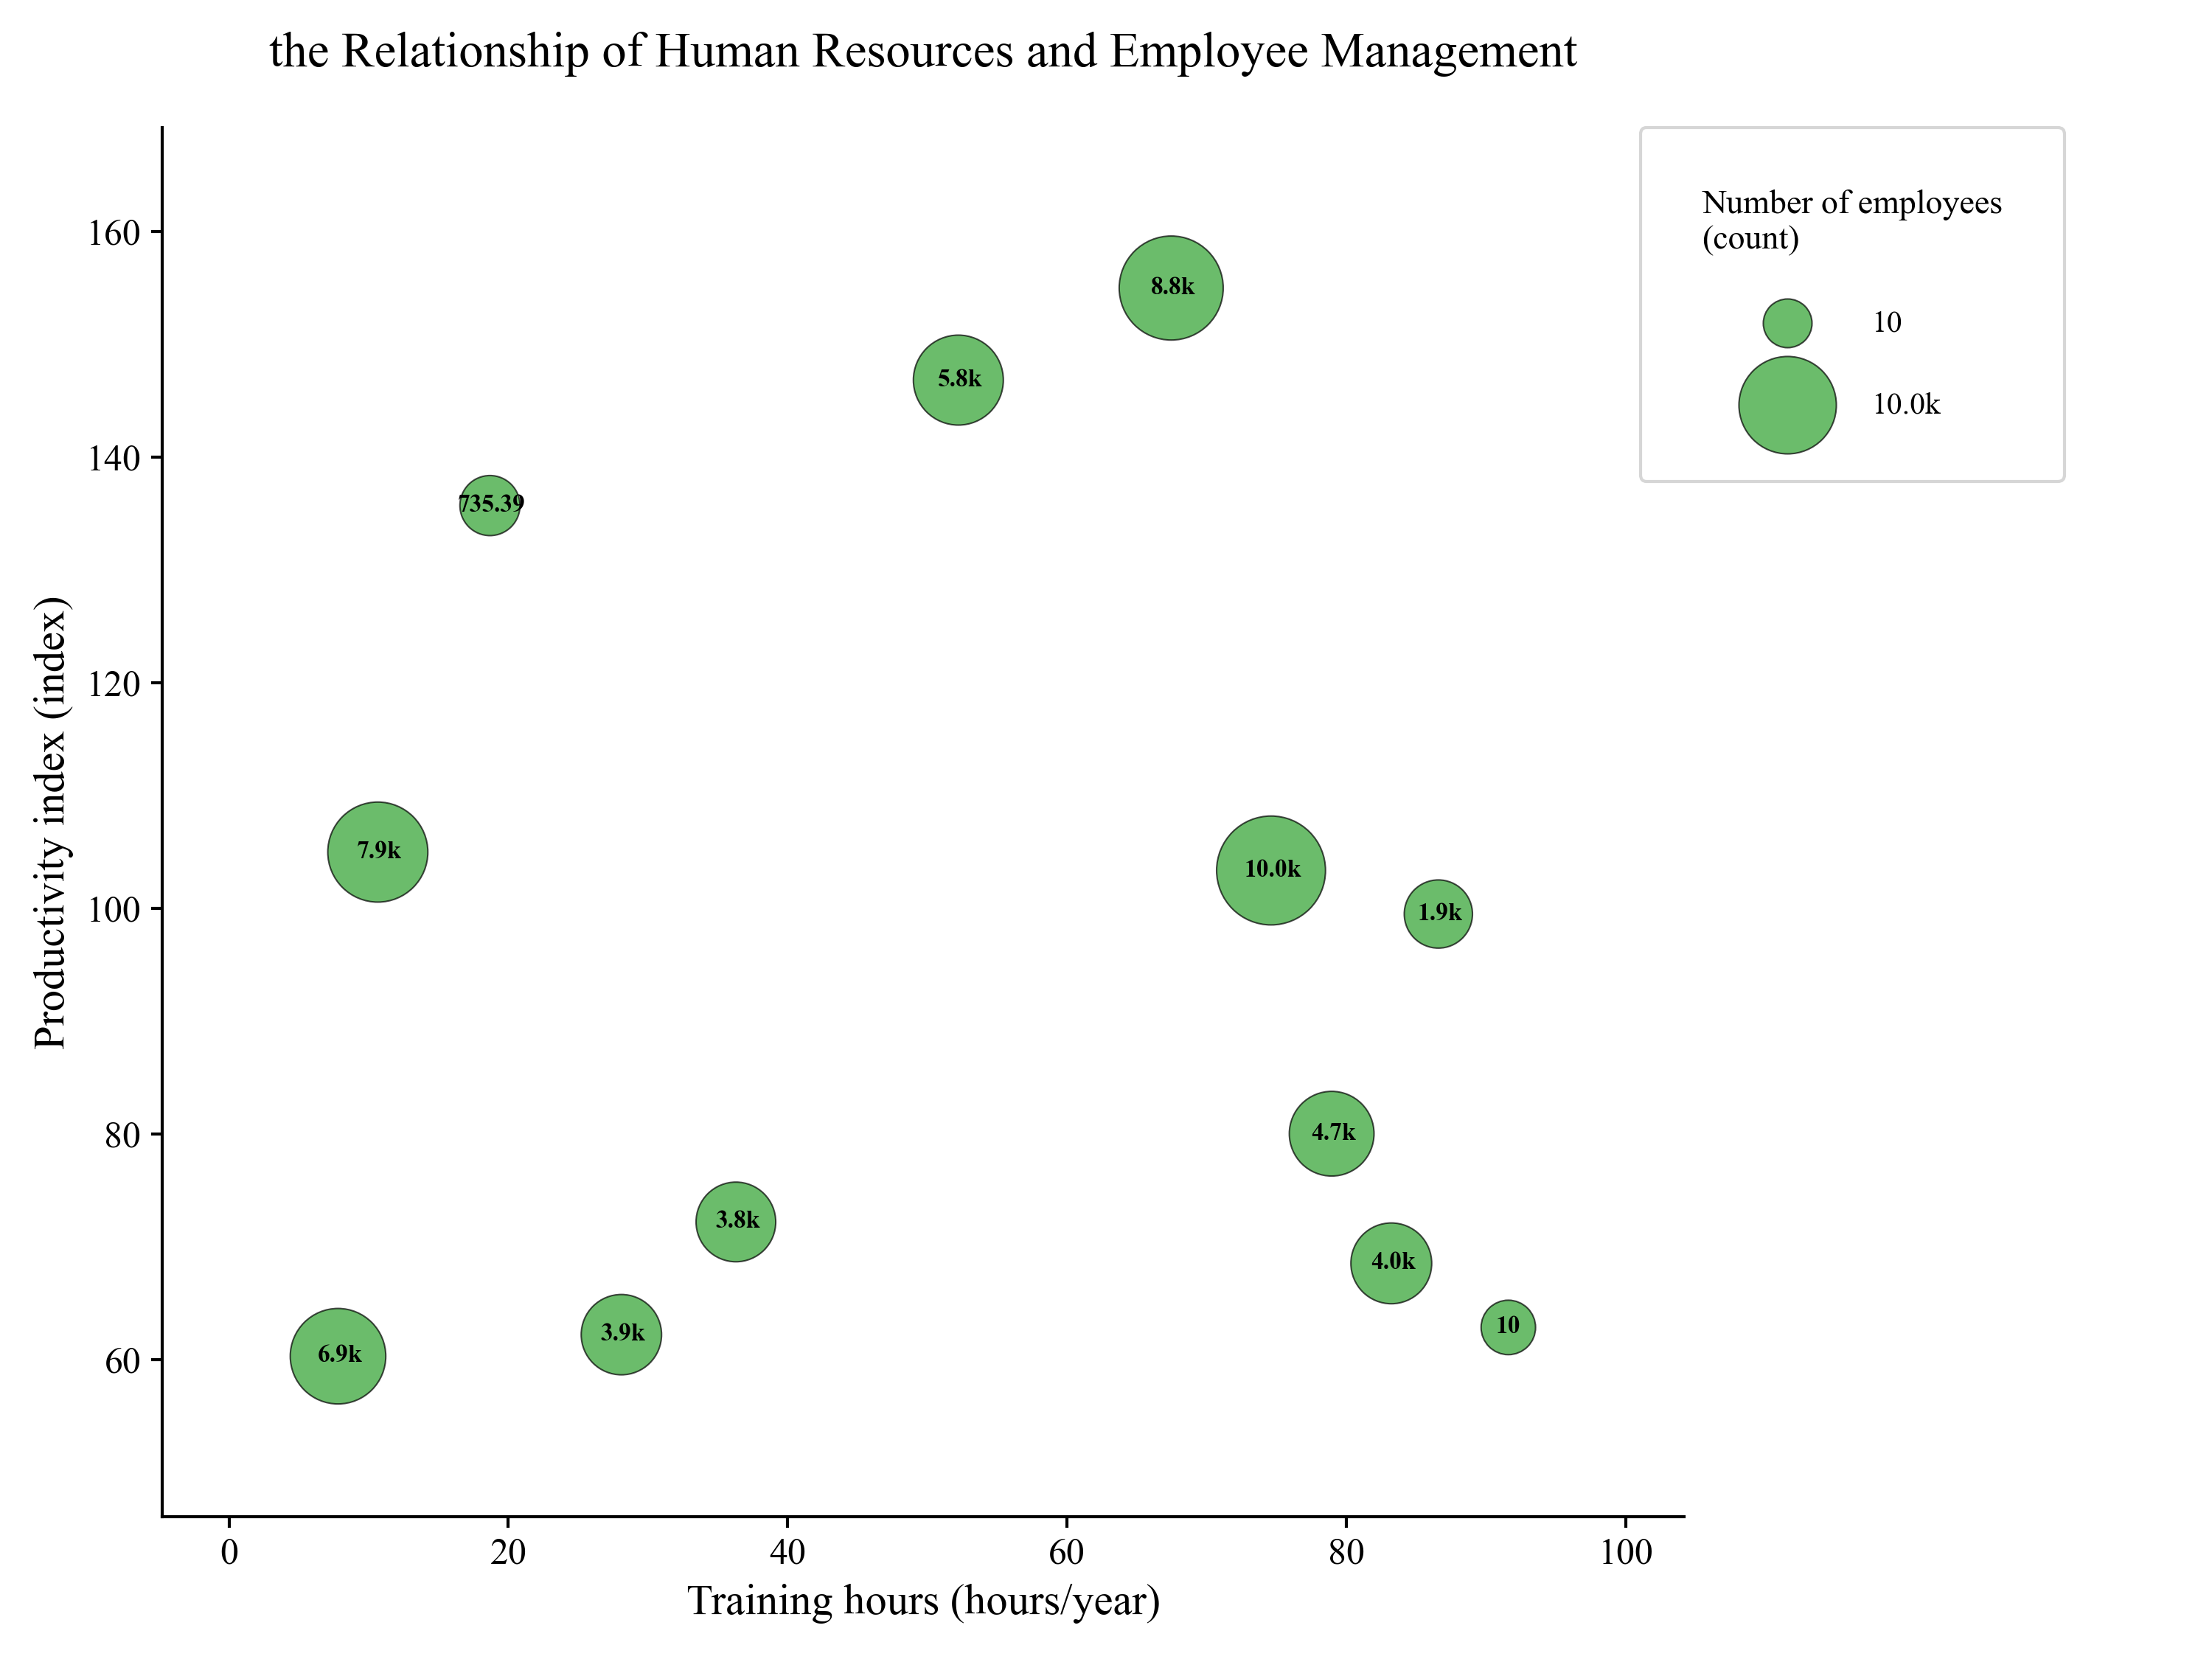 the Relationship of Human Resources and Employee Management
Number of employees
(count)
10
10.0k
Productivity index (index)
160
140
120
100
80
60
8.8k
5.8k
735.39
7.9k
10.0k
1.9k
4.7k
3.8k
4.0k
3.9k
10
6.9k
0 20 40 60 80 100
Training hours (hours/year)